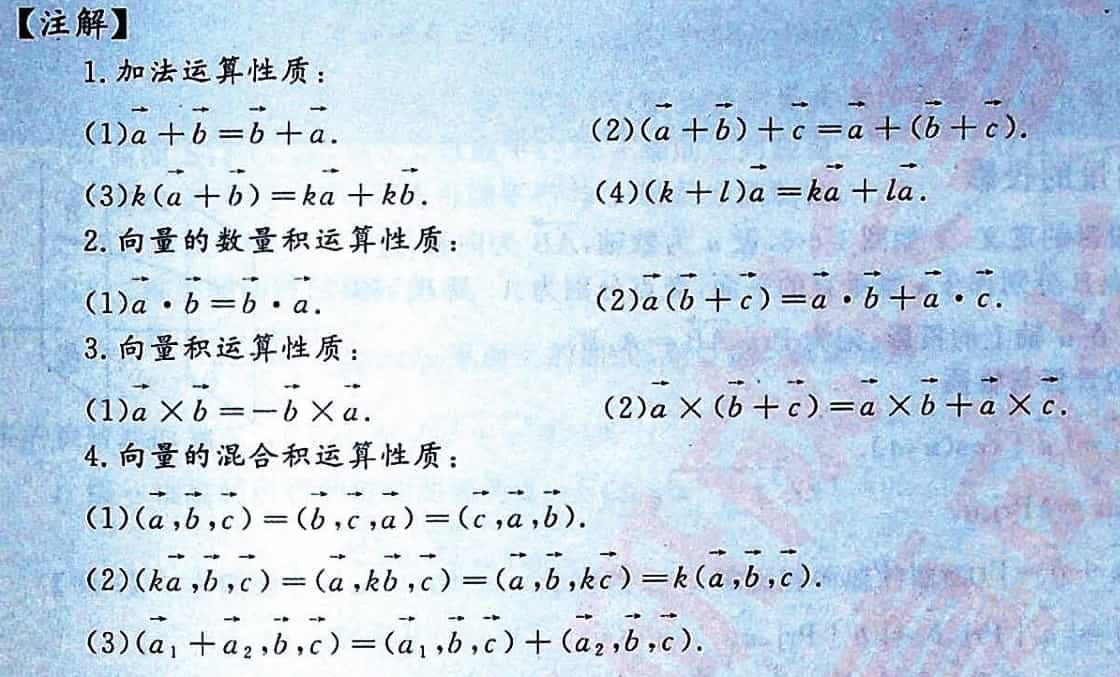 【注解】
1. 加法运算性质：
(1)$\vec{a}+\vec{b}=\vec{b}+\vec{a}$. (2)$(\vec{a}+\vec{b})+\vec{c}=\vec{a}+(\vec{b}+\vec{c})$.
(3)$k(\vec{a}+\vec{b})=k\vec{a}+k\vec{b}$. (4)$(k+l)\vec{a}=k\vec{a}+l\vec{a}$.
2. 向量的数量积运算性质：
(1)$\vec{a}\cdot\vec{b}=\vec{b}\cdot\vec{a}$. (2)$\vec{a}(\vec{b}+\vec{c})=\vec{a}\cdot\vec{b}+\vec{a}\cdot\vec{c}$.
3. 向量积运算性质：
(1)$\vec{a}\times\vec{b}=-\vec{b}\times\vec{a}$. (2)$\vec{a}\times(\vec{b}+\vec{c})=\vec{a}\times\vec{b}+\vec{a}\times\vec{c}$.
4. 向量的混合积运算性质：
(1)$(\vec{a},\vec{b},\vec{c})=(\vec{b},\vec{c},\vec{a})=(\vec{c},\vec{a},\vec{b})$.
(2)$(k\vec{a},\vec{b},\vec{c})=(\vec{a},k\vec{b},\vec{c})=(\vec{a},\vec{b},k\vec{c})=k(\vec{a},\vec{b},\vec{c})$.
(3)$(\vec{a}_1+\vec{a}_2,\vec{b},\vec{c})=(\vec{a}_1,\vec{b},\vec{c})+(\vec{a}_2,\vec{b},\vec{c})$.